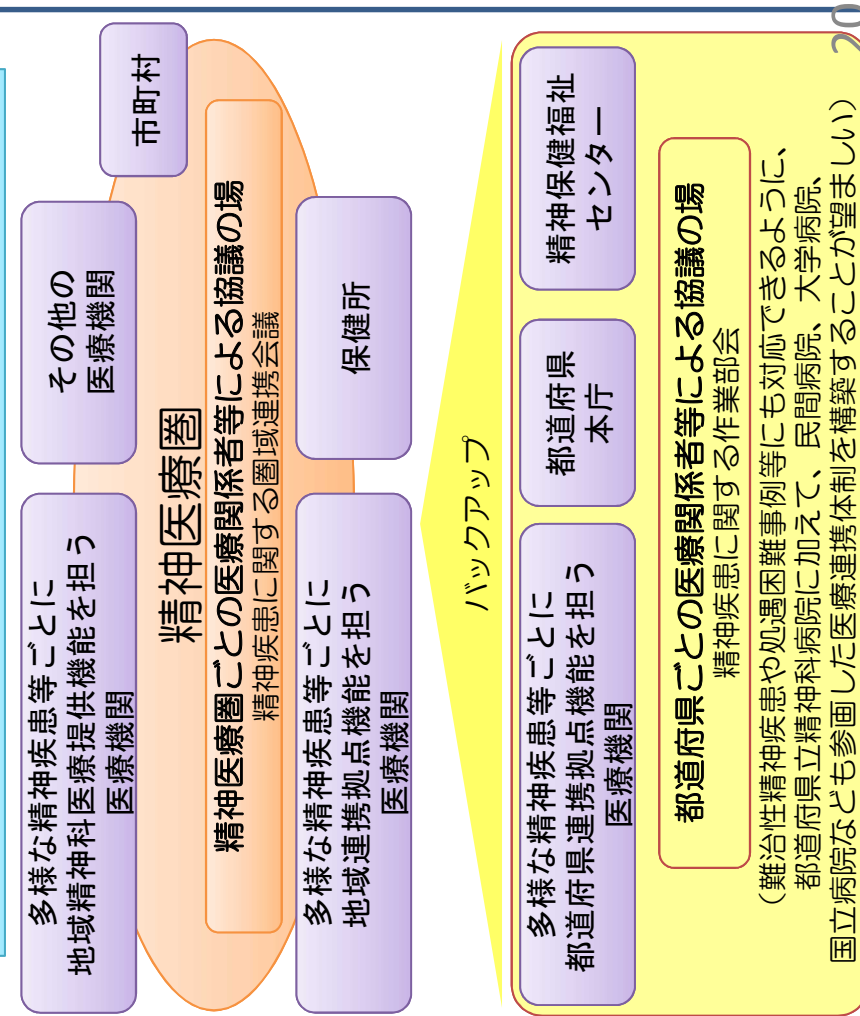 多様な精神疾患等ごとに
地域精神科医療提供機能を担う
医療機関
その他の
医療機関
市町村
精神医療圏
精神医療圏ごとの医療関係者等による協議の場
精神疾患に関する圏域連携会議
多様な精神疾患等ごとに
地域連携拠点機能を担う
医療機関
保健所
バックアップ
多様な精神疾患等ごとに
都道府県連携拠点機能を担う
医療機関
都道府県
本庁
精神保健福祉
センター
都道府県ごとの医療関係者等による協議の場
精神疾患に関する作業部会
（難治性精神疾患や処遇困難事例等にも対応できるように、
都道府県立精神科病院に加えて、民間病院、大学病院、
国立病院なども参画した医療連携体制を構築することが望ましい）
20